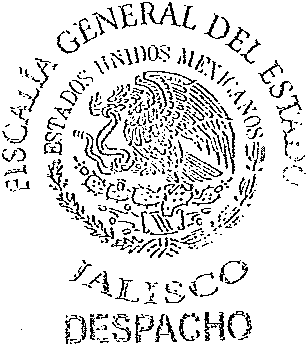 FISCALÍA GENERAL DEL ESTADO
ESTADOS UNIDOS MEXICANOS
JALISCO
DESPACHO